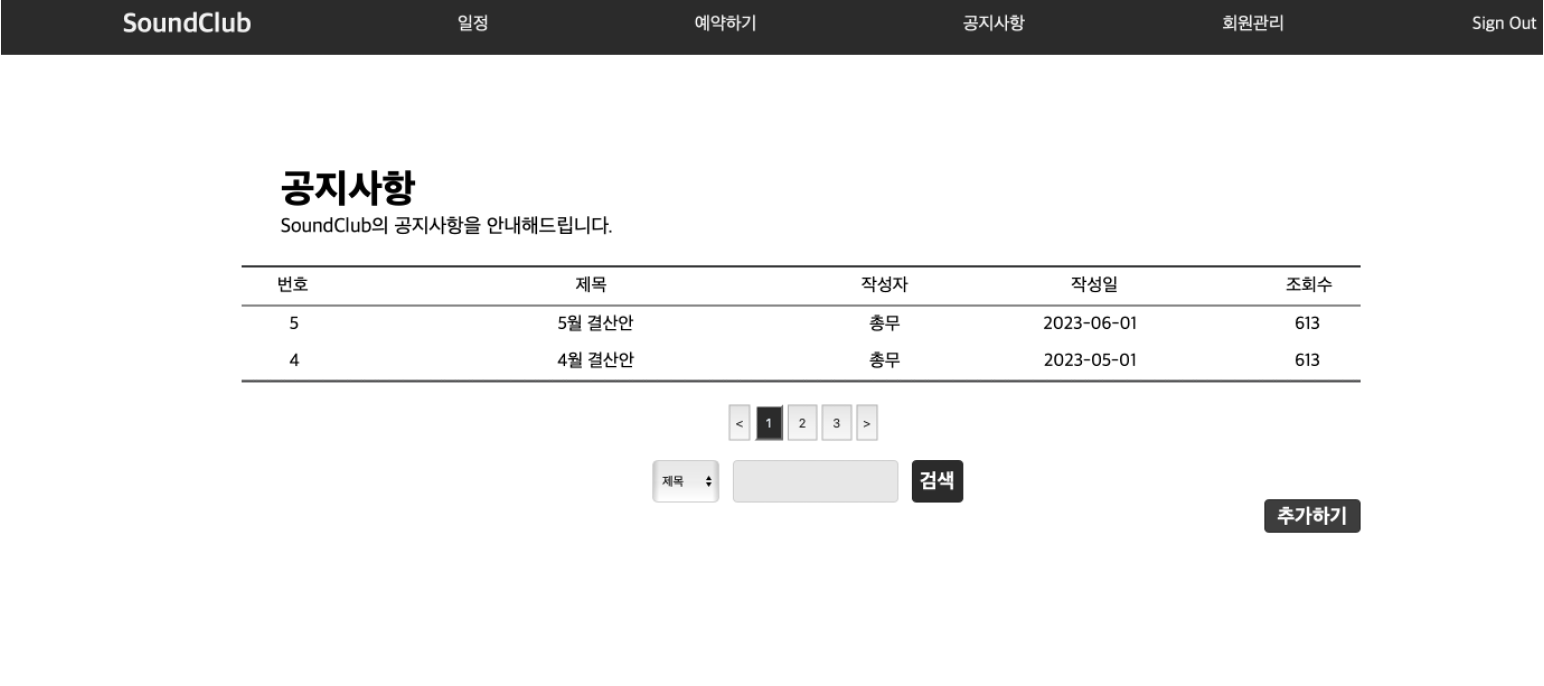 SoundClub 일정 예약하기 공지사항 회원관리 Sign Out
공지사항
SoundClub의 공지사항을 안내해드립니다.
번호 제목 작성자 작성일 조회수
5 5월 결산안 총무 2023-06-01 613
4 4월 결산안 총무 2023-05-01 613
< 1 2 3 >
제목 검색
추가하기